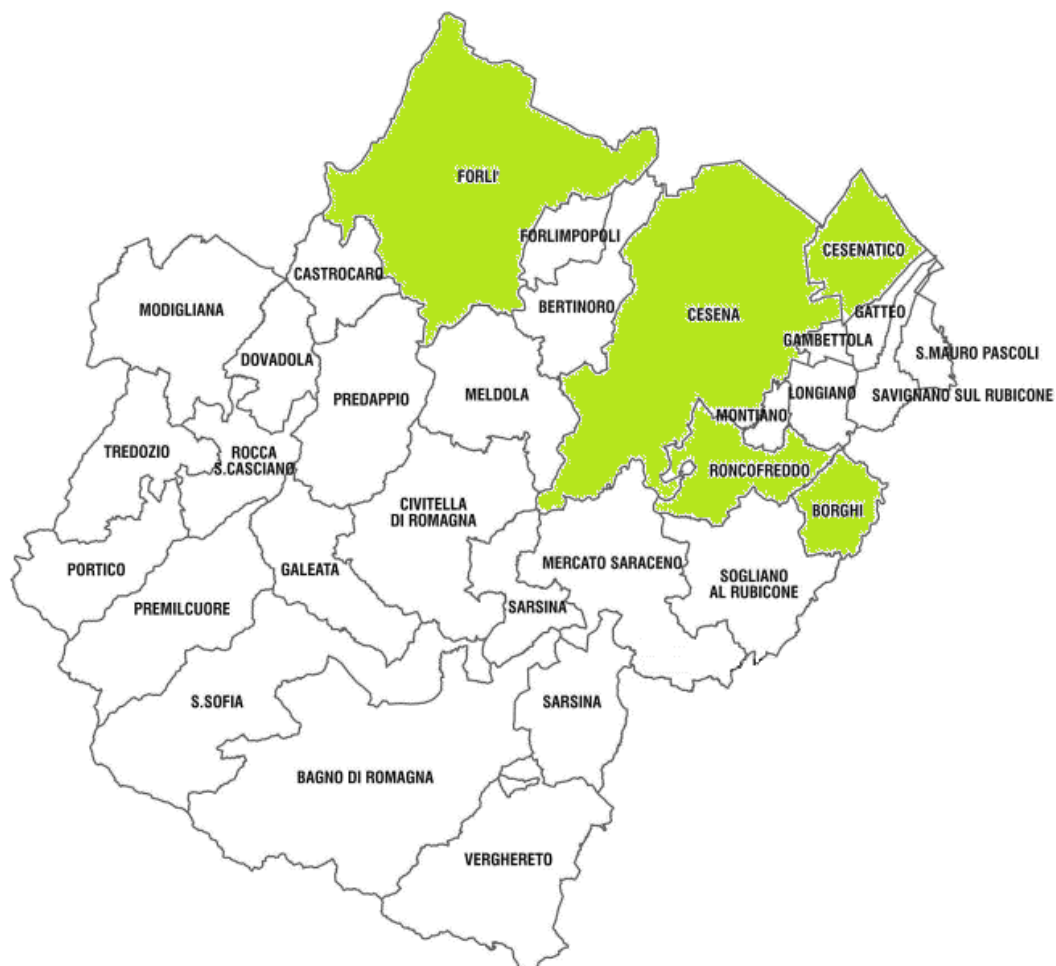 FORLI'
FORLIMPOPOLI
CESENATICO
CASTROCARO
MODIGLIANA
BERTINORO
CESENA
GATTEO
GAMBETTOLA
DOVADOLA
S.MAURO PASCOLI
PREDAPPIO
MELDOLA
LONGIANO
SAVIGNANO SUL RUBICONE
MONTIANO
TREDOZIO
ROCCA
S.CASCIANO
RONCOFREDDO
CIVITELLA
DI ROMAGNA
BORGHI
PORTICO
GALEATA
MERCATO SARACENO
SOGLIANO
AL RUBICONE
PREMILCUORE
SARSINA
S.SOFIA
SARSINA
BAGNO DI ROMAGNA
VERGHERETO